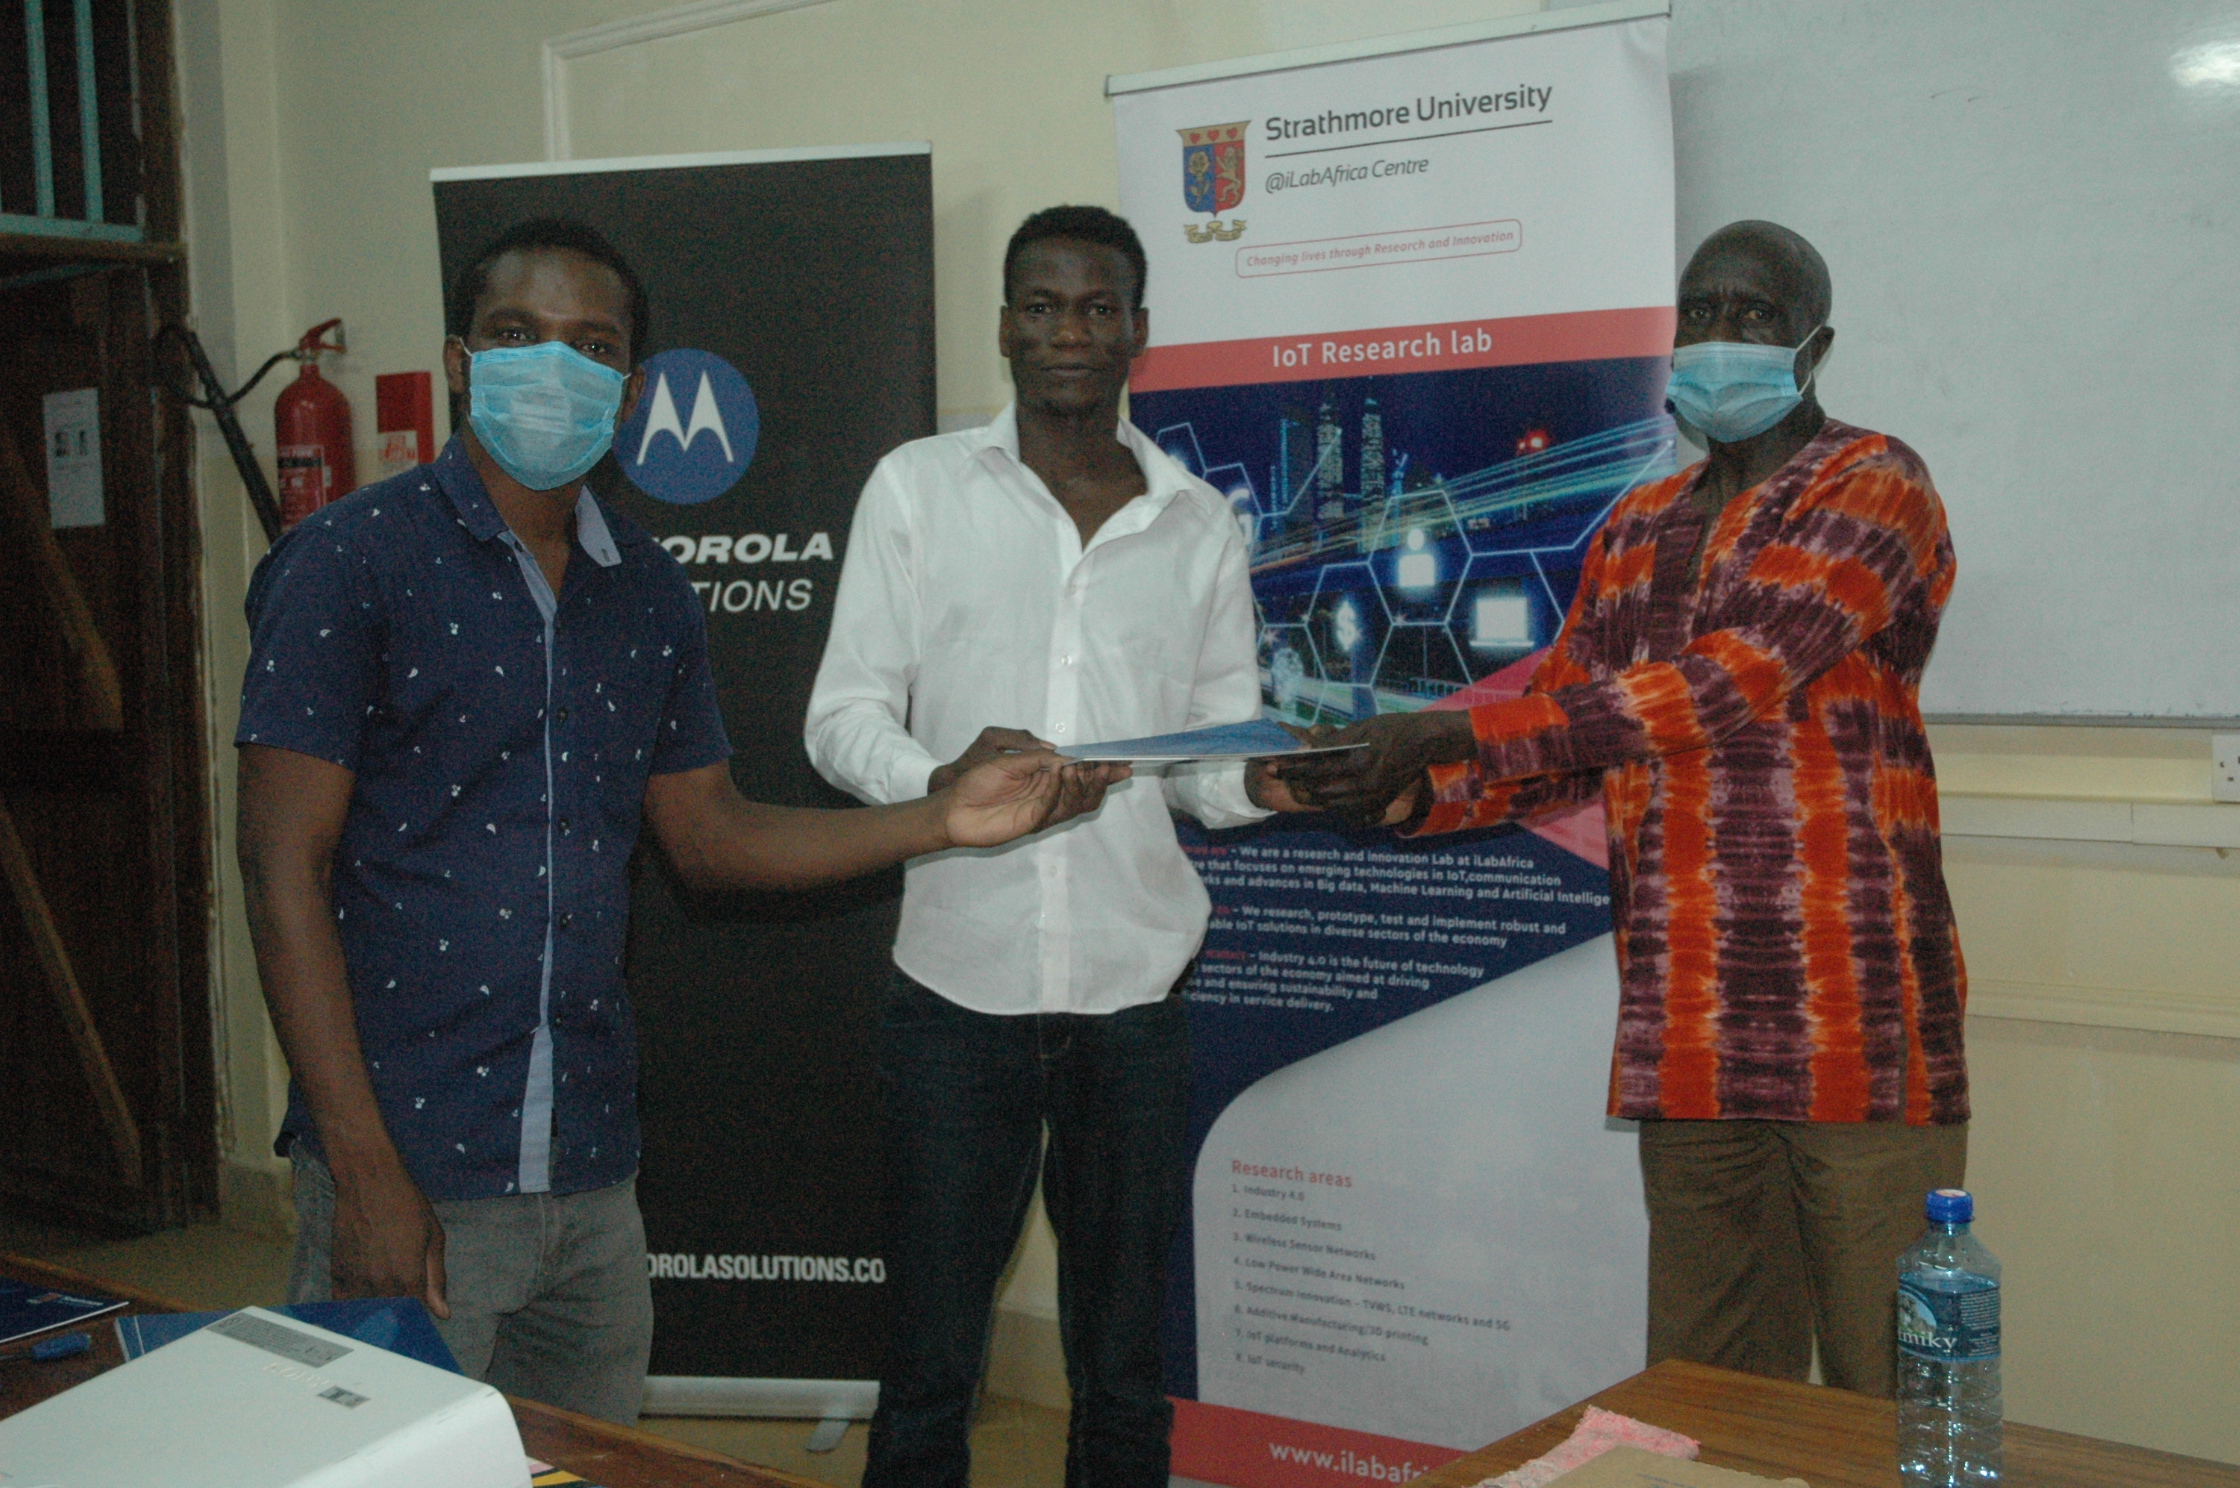 OROLA
TIONS
OROLASOLUTIONS.CO
Strathmore University
@iLabAfrica Centre
Changing lives through Research and Innovation
IoT Research lab
– We are a research and innovation Lab at iLabAfrica
re that focuses on emerging technologies in IoT,communication
rks and advances in Big data, Machine Learning and Artificial Intellige
– We research, prototype, test and implement robust and
able IoT solutions in diverse sectors of the economy
– Industry 4.0 is the future of technology
sectors of the economy aimed at driving
and ensuring sustainability and
ciency in service delivery.
Research areas
1. Industry 4.0
2. Embedded Systems
3. Wireless Sensor Networks
4. Low Power Wide Area Networks
5. Spectrum Innovation – TVWS, LTE networks and 5G
6. Additive Manufacturing/3D printing
7. IoT platforms and Analytics
8. IoT security
www.ilabafri
imiky